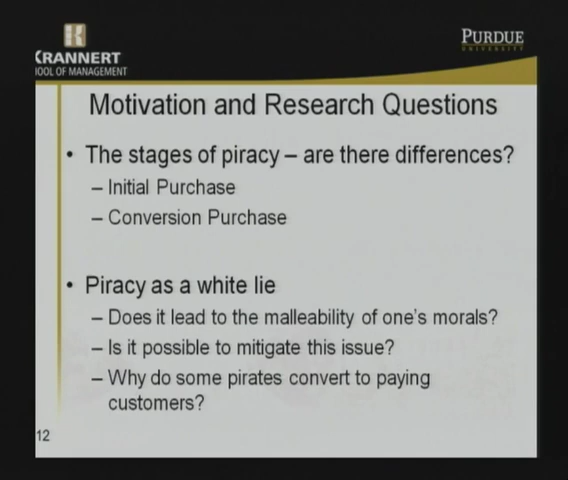 KRANNERT
OOL OF MANAGEMENT
PURDUE
UNIVERSITY
Motivation and Research Questions
• The stages of piracy – are there differences?
– Initial Purchase
– Conversion Purchase
• Piracy as a white lie
– Does it lead to the malleability of one's morals?
– Is it possible to mitigate this issue?
– Why do some pirates convert to paying
customers?
12